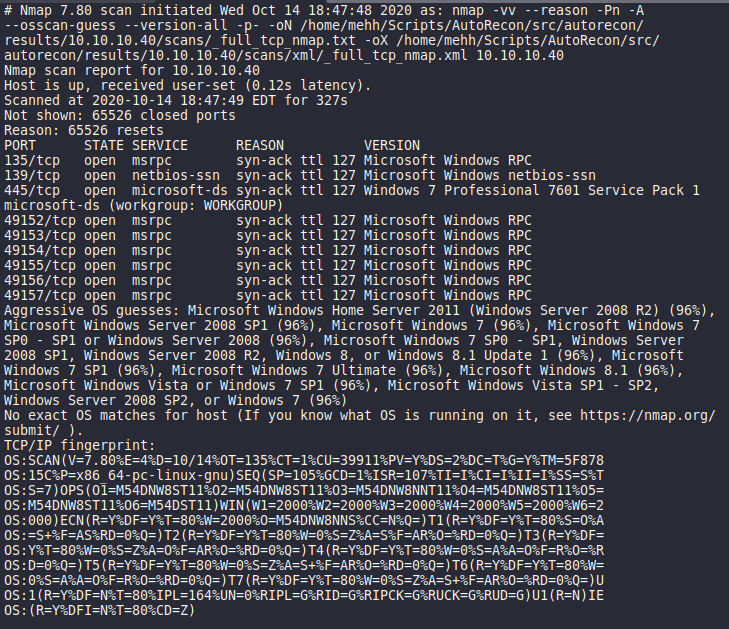 # Nmap 7.80 scan initiated Wed Oct 14 18:47:48 2020 as: nmap -vv --reason -Pn -A
--osscan-guess --version-all -p- -oN /home/mehh/Scripts/AutoRecon/src/autorecon/
results/10.10.10.40/scans/_full_tcp_nmap.txt -oX /home/mehh/Scripts/AutoRecon/src/
autorecon/results/10.10.10.40/scans/xml/_full_tcp_nmap.xml 10.10.10.40
Nmap scan report for 10.10.10.40
Host is up, received user-set (0.12s latency).
Scanned at 2020-10-14 18:47:49 EDT for 327s
Not shown: 65526 closed ports
Reason: 65526 resets
PORT      STATE SERVICE      REASON          VERSION
135/tcp   open  msrpc        syn-ack ttl 127 Microsoft Windows RPC
139/tcp   open  netbios-ssn  syn-ack ttl 127 Microsoft Windows netbios-ssn
445/tcp   open  microsoft-ds syn-ack ttl 127 Windows 7 Professional 7601 Service Pack 1
microsoft-ds (workgroup: WORKGROUP)
49152/tcp open  msrpc        syn-ack ttl 127 Microsoft Windows RPC
49153/tcp open  msrpc        syn-ack ttl 127 Microsoft Windows RPC
49154/tcp open  msrpc        syn-ack ttl 127 Microsoft Windows RPC
49155/tcp open  msrpc        syn-ack ttl 127 Microsoft Windows RPC
49156/tcp open  msrpc        syn-ack ttl 127 Microsoft Windows RPC
49157/tcp open  msrpc        syn-ack ttl 127 Microsoft Windows RPC
Aggressive OS guesses: Microsoft Windows Home Server 2011 (Windows Server 2008 R2) (96%),
Microsoft Windows Server 2008 SP1 (96%), Microsoft Windows 7 (96%), Microsoft Windows 7
SP0 - SP1 or Windows Server 2008 (96%), Microsoft Windows 7 SP0 - SP1, Windows Server
2008 SP1, Windows Server 2008 R2, Windows 8, or Windows 8.1 Update 1 (96%), Microsoft
Windows 7 SP1 (96%), Microsoft Windows 7 Ultimate (96%), Microsoft Windows 8.1 (96%),
Microsoft Windows Vista or Windows 7 SP1 (96%), Microsoft Windows Vista SP1 - SP2,
Windows Server 2008 SP2, or Windows 7 (96%)
No exact OS matches for host (If you know what OS is running on it, see https://nmap.org/
submit/ ).
TCP/IP fingerprint:
OS:SCAN(V=7.80%E=4%D=10/14%OT=135%CT=1%CU=39911%PV=Y%DS=2%DC=T%G=Y%TM=5F878
OS:15C%P=x86_64-pc-linux-gnu)SEQ(SP=105%GCD=1%ISR=107%TI=I%CI=I%II=I%SS=S%T
OS:S=7)OPS(O1=M54DNW8ST11%O2=M54DNW8ST11%O3=M54DNW8NNT11%O4=M54DNW8ST11%O5=
OS:M54DNW8ST11%O6=M54DST11)WIN(W1=2000%W2=2000%W3=2000%W4=2000%W5=2000%W6=2
OS:000)ECN(R=Y%DF=Y%T=80%W=2000%O=M54DNW8NNS%CC=N%Q=)T1(R=Y%DF=Y%T=80%S=O%A
OS:=S+%F=AS%RD=0%Q=)T2(R=Y%DF=Y%T=80%W=0%S=Z%A=S%F=AR%O=%RD=0%Q=)T3(R=Y%DF=
OS:Y%T=80%W=0%S=Z%A=O%F=AR%O=%RD=0%Q=)T4(R=Y%DF=Y%T=80%W=0%S=A%A=O%F=R%O=%R
OS:D=0%Q=)T5(R=Y%DF=Y%T=80%W=0%S=Z%A=S+%F=AR%O=%RD=0%Q=)T6(R=Y%DF=Y%T=80%W=
OS:0%S=A%A=O%F=R%O=%RD=0%Q=)T7(R=Y%DF=Y%T=80%W=0%S=Z%A=S+%F=AR%O=%RD=0%Q=)U
OS:1(R=Y%DF=N%T=80%IPL=164%UN=0%RIPL=G%RID=G%RIPCK=G%RUCK=G%RUD=G)U1(R=N)IE
OS:(R=Y%DFI=N%T=80%CD=Z)